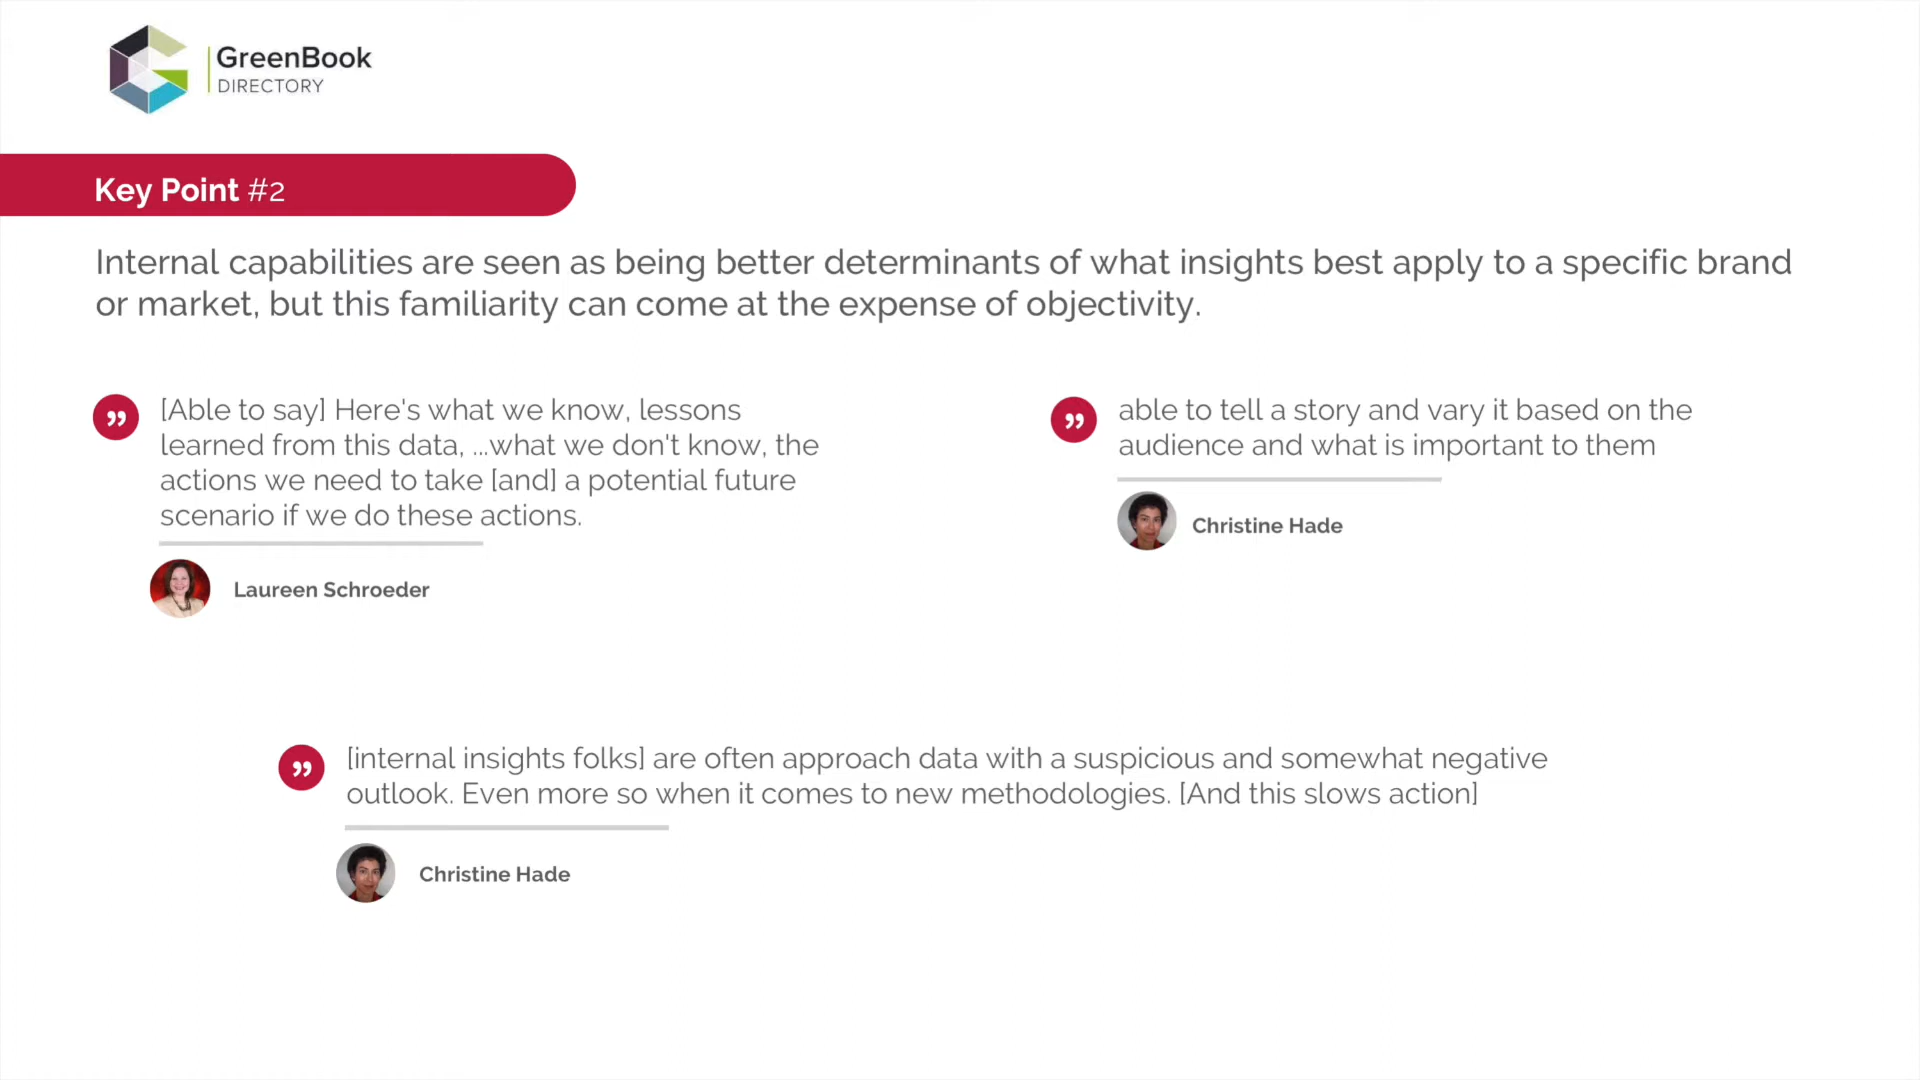 GreenBook
DIRECTORY
Key Point #2
Internal capabilities are seen as being better determinants of what insights best apply to a specific brand
or market, but this familiarity can come at the expense of objectivity.
[Able to say] Here's what we know, lessons
learned from this data, ...what we don't know, the
actions we need to take [and] a potential future
scenario if we do these actions.
Laureen Schroeder
able to tell a story and vary it based on the
audience and what is important to them
Christine Hade
[internal insights folks] are often approach data with a suspicious and somewhat negative
outlook. Even more so when it comes to new methodologies. [And this slows action]
Christine Hade